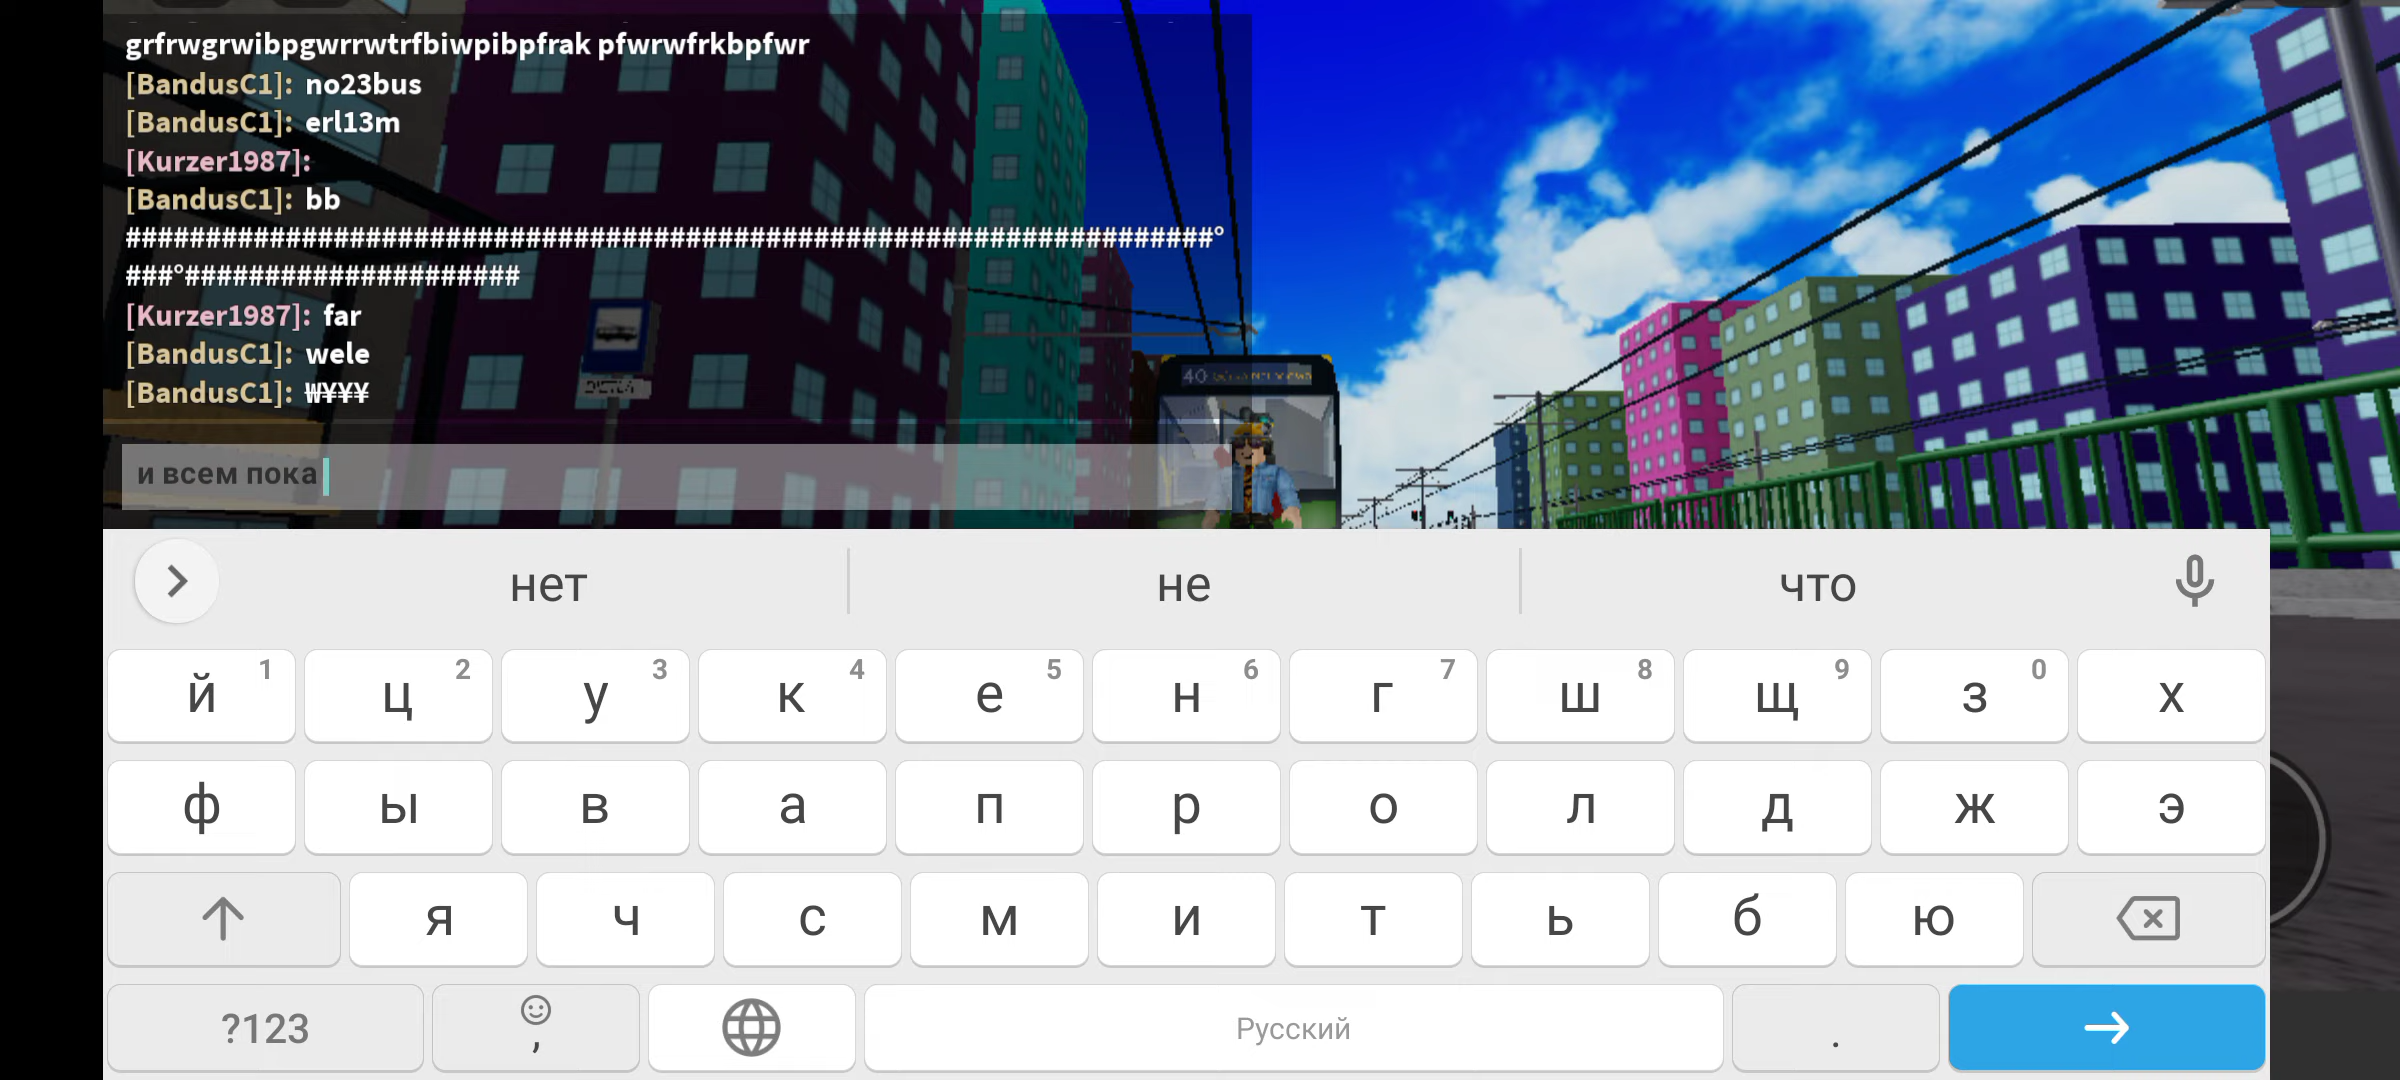 grfrwgrwibpgwrrwtrfbiwpibpfrak pfwrwfrkbpfwr
[BandusC1]: no23bus
[BandusC1]: erl13m
[Kurzer1987]:
[BandusC1]: bb
####################################################################°
###°#####################
[Kurzer1987]: far
[BandusC1]: wele
[BandusC1]: ₩¥¥¥
40
и всем пока
нет не что
й 1 ц 2 у 3 к 4 е 5 н 6 г 7 ш 8 щ 9 з 0 х
ф ы в а п р о л д ж э
я ч с м и т ь б ю
?123 , Русский .